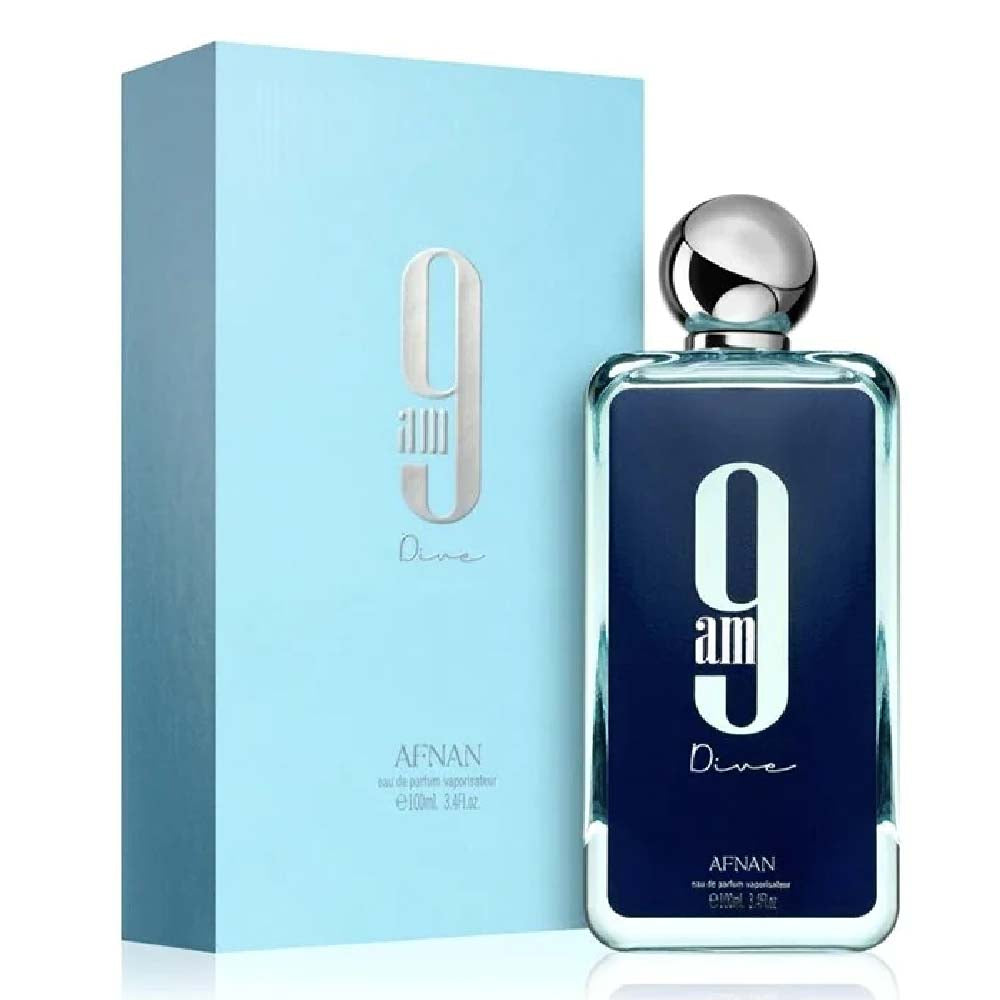 9
am
Dive
AFNAN
eau de parfum vaporisateur
℮100ml. 3.4Fl.oz.
9
am
Dive
AFNAN
eau de parfum vaporisateur
℮100ml. 3.4Fl.oz